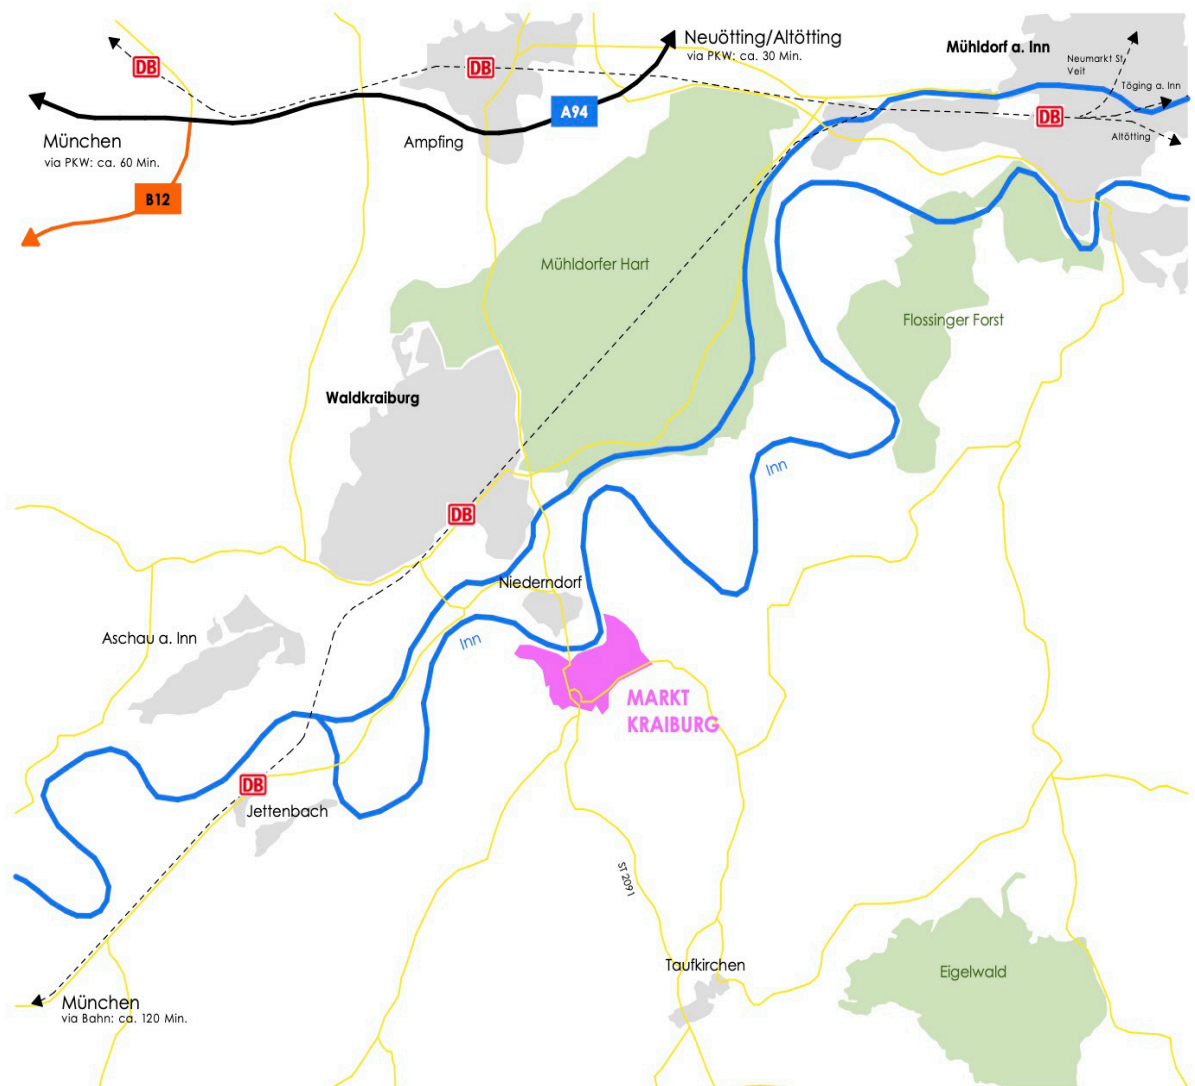 Neuötting/Altötting
via PKW: ca. 30 Min.
Mühldorf a. Inn
Neumarkt St.
Veit
Töging a. Inn
DB
DB
DB
Altötting
A94
München
via PKW: ca. 60 Min.
Ampfing
B12
Mühldorfer Hart
Flossinger Forst
Waldkraiburg
Inn
DB
Niederndorf
Aschau a. Inn
Inn
MARKT
KRAIBURG
DB
Jettenbach
ST 2091
Taufkirchen
Eigelwald
München
via Bahn: ca. 120 Min.